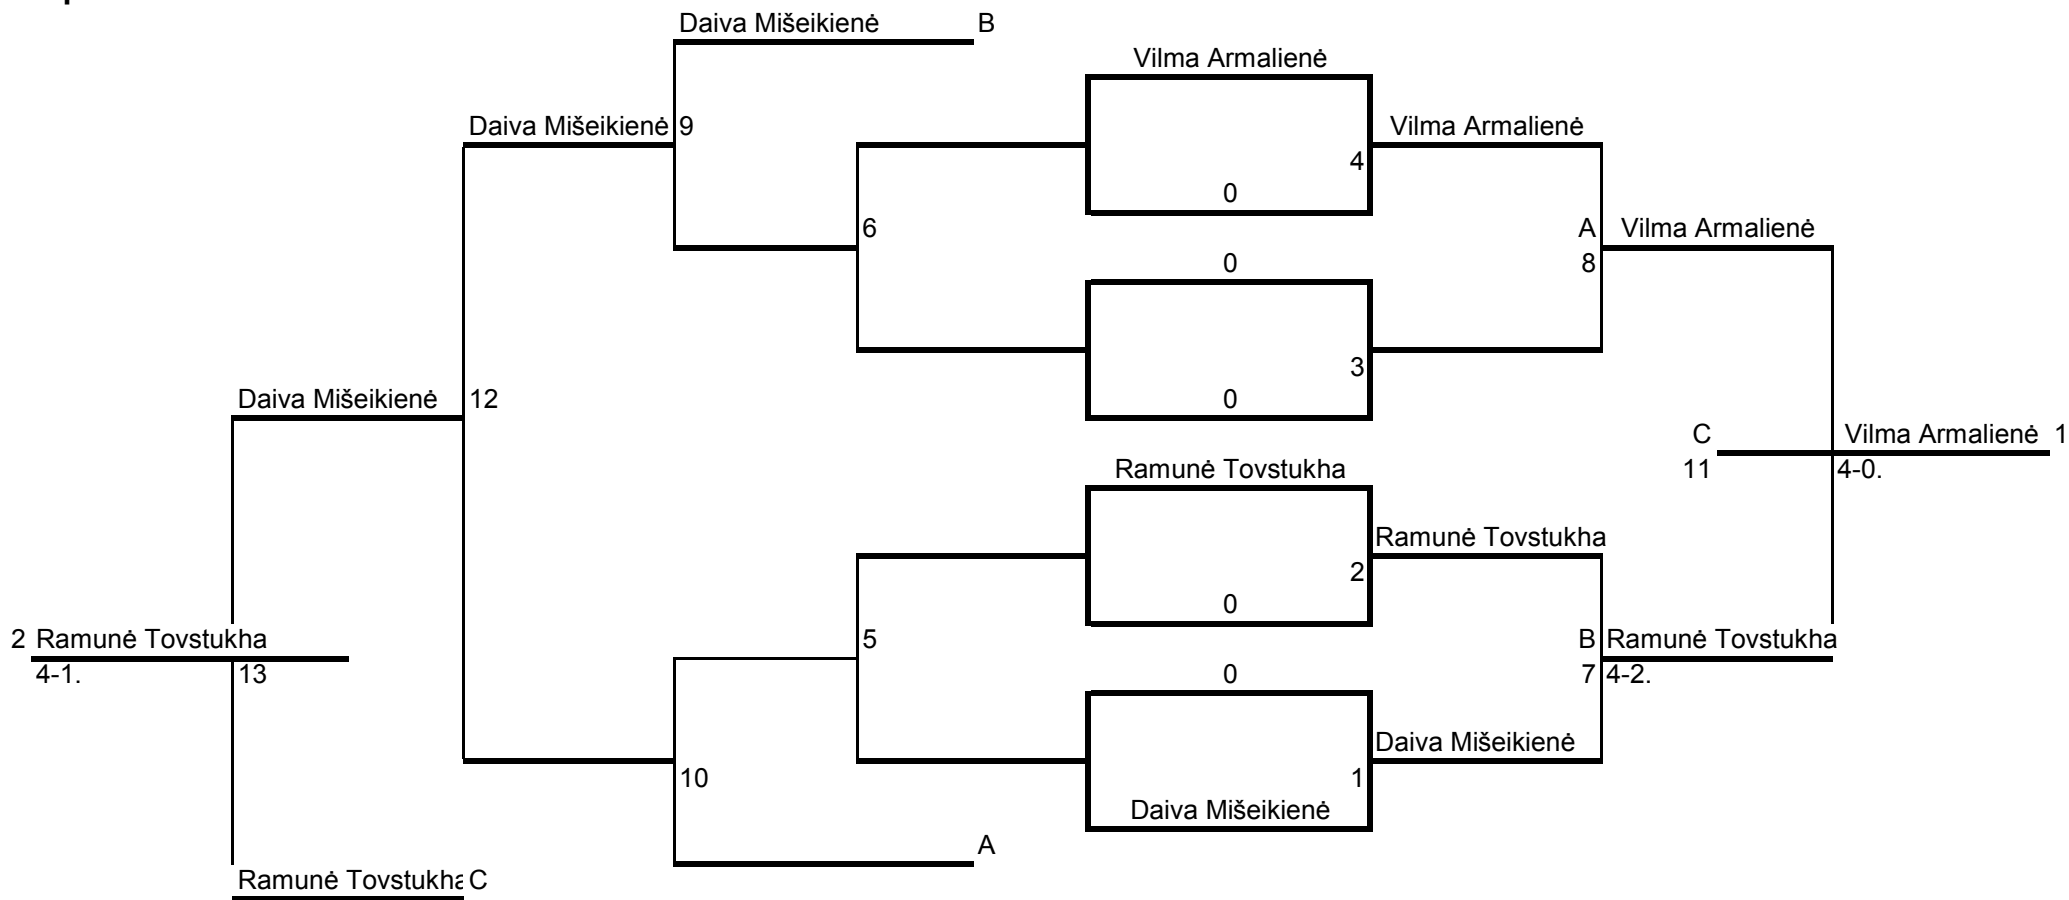 Daiva Mišeikienė B
Vilma Armalienė
Daiva Mišeikienė 9
Vilma Armalienė
4
0
6
A Vilma Armalienė
8
0
3
Daiva Mišeikienė 12
0
C Vilma Armalienė 1
11 4-0.
Ramunė Tovstukha
Ramunė Tovstukha
2
0
2 Ramunė Tovstukha
5
B Ramunė Tovstukha
4-1. 13
0
7 4-2.
Daiva Mišeikienė
10
1
Daiva Mišeikienė
A
Ramunė Tovstukha C